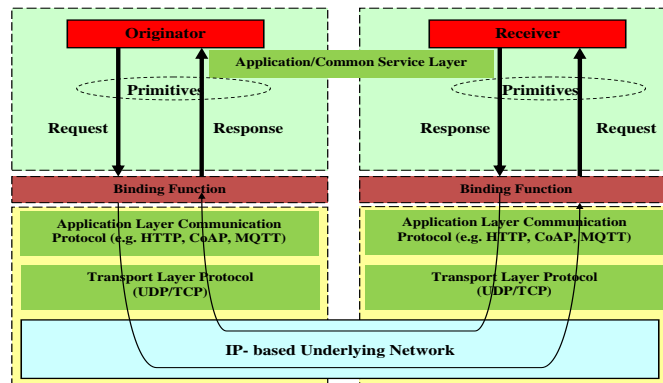 Originator
Receiver
Application/Common Service Layer
Primitives
Primitives
Request
Response
Response
Request
Binding Function
Binding Function
Application Layer Communication
Protocol (e.g. HTTP, CoAP, MQTT)
Application Layer Communication
Protocol (e.g. HTTP, CoAP, MQTT)
Transport Layer Protocol
(UDP/TCP)
Transport Layer Protocol
(UDP/TCP)
IP- based Underlying Network